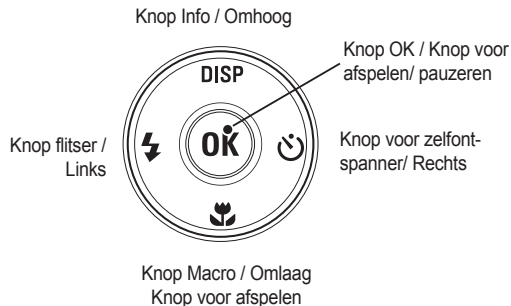 Knop Info / Omhoog
Knop OK / Knop voor
afspelen/ pauzeren
DISP
OK
Knop flitser /
Links
Knop voor zelfont-
spanner/ Rechts
Knop Macro / Omlaag
Knop voor afspelen